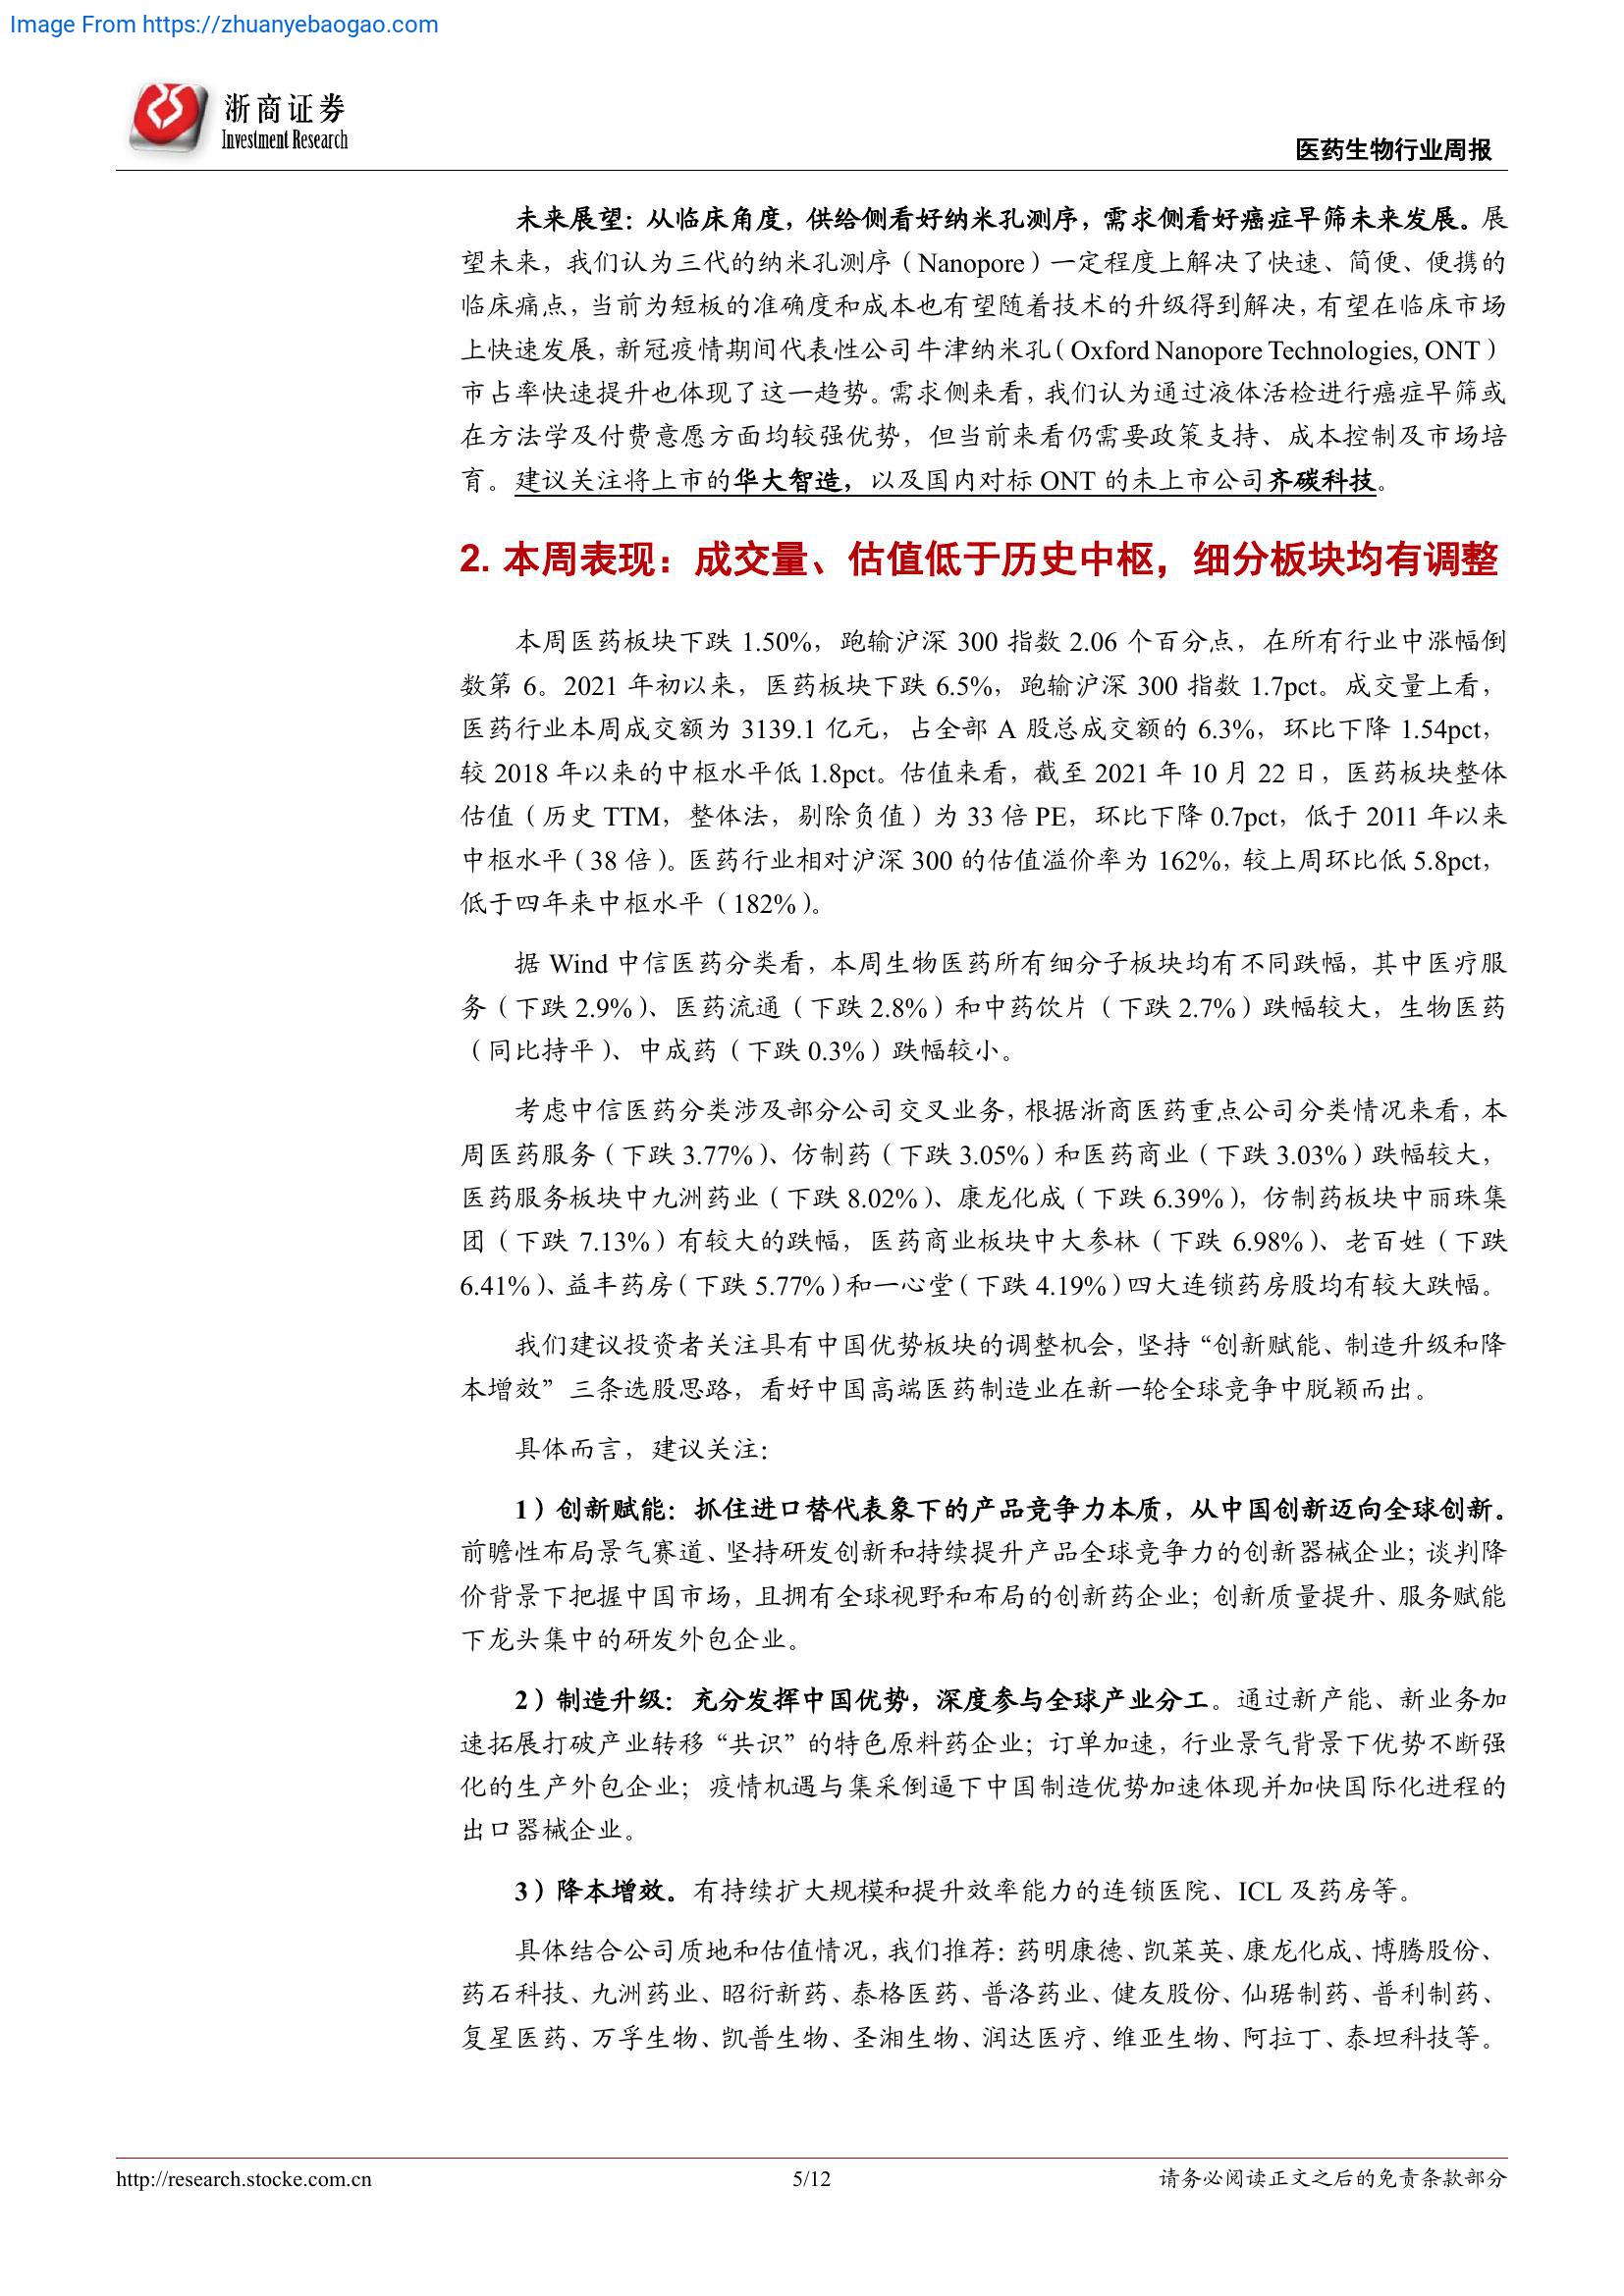 Image From https://zhuanyebaogao.com
浙商证券
Investment Research
医药生物行业周报
未来展望：从临床角度，供给侧看好纳米孔测序，需求侧看好癌症早筛未来发展。展
望未来，我们认为三代的纳米孔测序（Nanopore）一定程度上解决了快速、简便、便携的
临床痛点，当前为短板的准确度和成本也有望随着技术的升级得到解决，有望在临床市场
上快速发展，新冠疫情期间代表性公司牛津纳米孔（Oxford Nanopore Technologies, ONT）
市占率快速提升也体现了这一趋势。需求侧来看，我们认为通过液体活检进行癌症早筛或
在方法学及付费意愿方面均较强优势，但当前来看仍需要政策支持、成本控制及市场培
育。建议关注将上市的华大智造，以及国内对标 ONT 的未上市公司齐碳科技。
2. 本周表现：成交量、估值低于历史中枢，细分板块均有调整
本周医药板块下跌 1.50%，跑输沪深 300 指数 2.06 个百分点，在所有行业中涨幅倒
数第 6。2021 年初以来，医药板块下跌 6.5%，跑输沪深 300 指数 1.7pct。成交量上看，
医药行业本周成交额为 3139.1 亿元，占全部 A 股总成交额的 6.3%，环比下降 1.54pct，
较 2018 年以来的中枢水平低 1.8pct。估值来看，截至 2021 年 10 月 22 日，医药板块整体
估值（历史 TTM，整体法，剔除负值）为 33 倍 PE，环比下降 0.7pct，低于 2011 年以来
中枢水平（38 倍）。医药行业相对沪深 300 的估值溢价率为 162%，较上周环比低 5.8pct，
低于四年来中枢水平（182%）。
据 Wind 中信医药分类看，本周生物医药所有细分子板块均有不同跌幅，其中医疗服
务（下跌 2.9%）、医药流通（下跌 2.8%）和中药饮片（下跌 2.7%）跌幅较大，生物医药
（同比持平）、中成药（下跌 0.3%）跌幅较小。
考虑中信医药分类涉及部分公司交叉业务，根据浙商医药重点公司分类情况来看，本
周医药服务（下跌 3.77%）、仿制药（下跌 3.05%）和医药商业（下跌 3.03%）跌幅较大，
医药服务板块中九洲药业（下跌 8.02%）、康龙化成（下跌 6.39%），仿制药板块中丽珠集
团（下跌 7.13%）有较大的跌幅，医药商业板块中大参林（下跌 6.98%）、老百姓（下跌
6.41%）、益丰药房（下跌 5.77%）和一心堂（下跌 4.19%）四大连锁药房股均有较大跌幅。
我们建议投资者关注具有中国优势板块的调整机会，坚持“创新赋能、制造升级和降
本增效”三条选股思路，看好中国高端医药制造业在新一轮全球竞争中脱颖而出。
具体而言，建议关注：
1）创新赋能：抓住进口替代表象下的产品竞争力本质，从中国创新迈向全球创新。
前瞻性布局景气赛道、坚持研发创新和持续提升产品全球竞争力的创新器械企业；谈判降
价背景下把握中国市场，且拥有全球视野和布局的创新药企业；创新质量提升、服务赋能
下龙头集中的研发外包企业。
2）制造升级：充分发挥中国优势，深度参与全球产业分工。通过新产能、新业务加
速拓展打破产业转移“共识”的特色原料药企业；订单加速，行业景气背景下优势不断强
化的生产外包企业；疫情机遇与集采倒逼下中国制造优势加速体现并加快国际化进程的
出口器械企业。
3）降本增效。有持续扩大规模和提升效率能力的连锁医院、ICL 及药房等。
具体结合公司质地和估值情况，我们推荐：药明康德、凯莱英、康龙化成、博腾股份、
药石科技、九洲药业、昭衍新药、泰格医药、普洛药业、健友股份、仙琚制药、普利制药、
复星医药、万孚生物、凯普生物、圣湘生物、润达医疗、维亚生物、阿拉丁、泰坦科技等。
http://research.stocke.com.cn
5/12
请务必阅读正文之后的免责条款部分